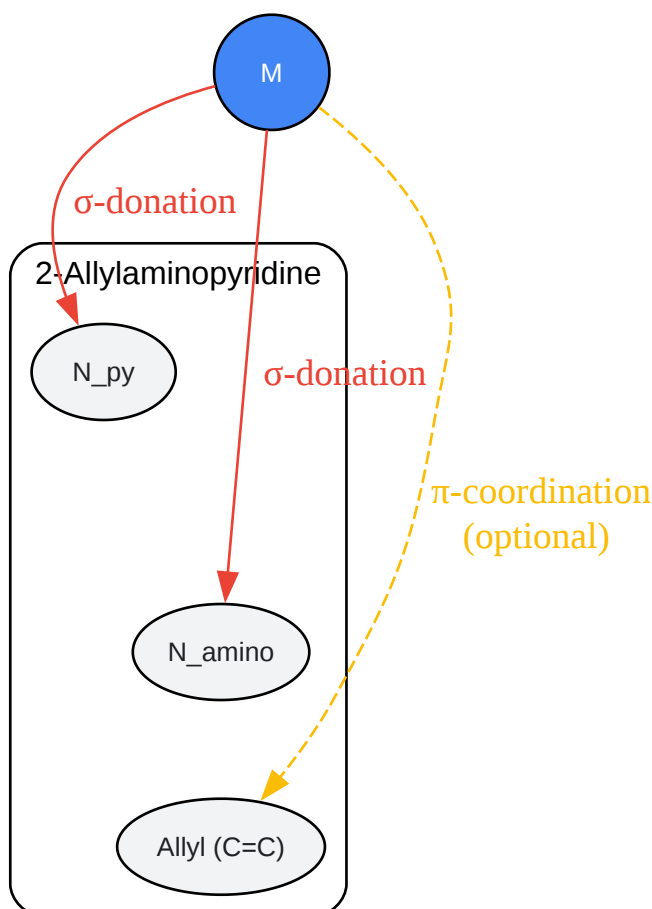 M
σ-donation
2-Allylaminopyridine
N_py
σ-donation
π-coordination
(optional)
N_amino
Allyl (C=C)